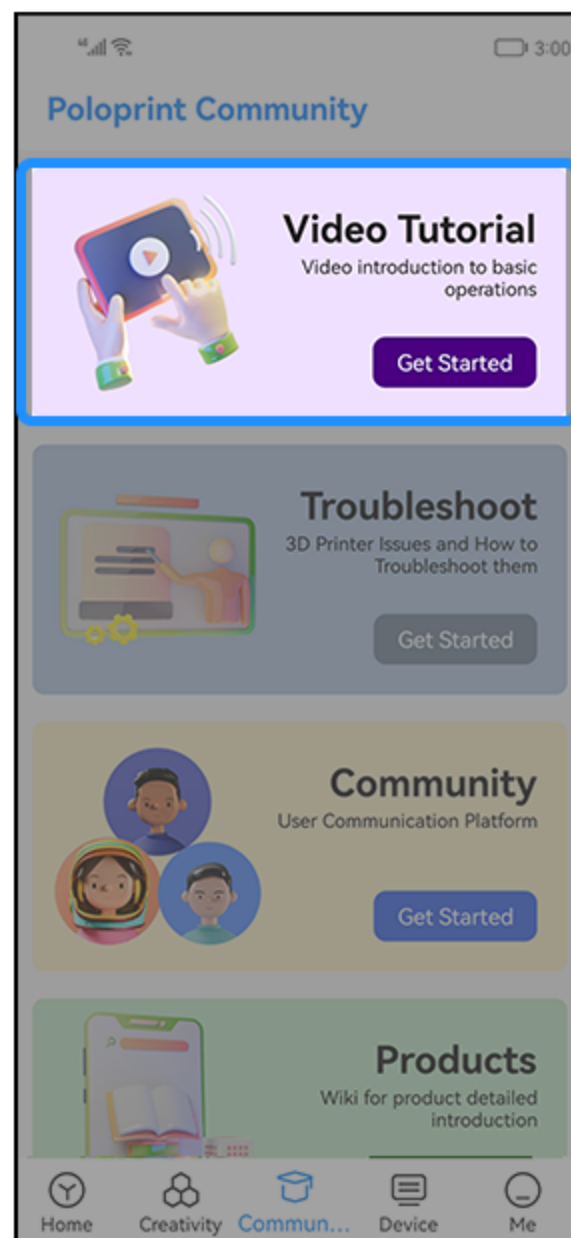 3:00
Poloprint Community
Video Tutorial
Video introduction to basic
operations
Get Started
Troubleshoot
3D Printer Issues and How to
Troubleshoot them
Get Started
Community
User Communication Platform
Get Started
Products
Wiki for product detailed
introduction
Home Creativity Commun... Device Me